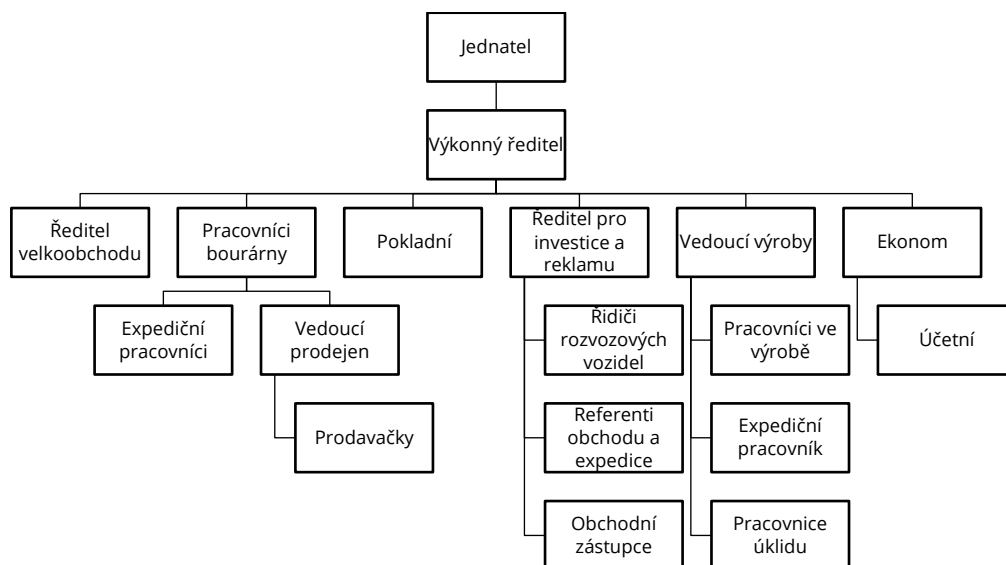 Jednatel
Výkonný ředitel
Ředitel
velkoobchodu
Pracovníci
bourárny
Pokladní
Ředitel pro
investice a
reklamu
Vedoucí výroby
Ekonom
Expediční
pracovníci
Vedoucí
prodejen
Řidiči
rozvozových
vozidel
Pracovníci ve
výrobě
Účetní
Prodavačky
Referenti
obchodu a
expedice
Expediční
pracovník
Obchodní
zástupce
Pracovnice
úklidu